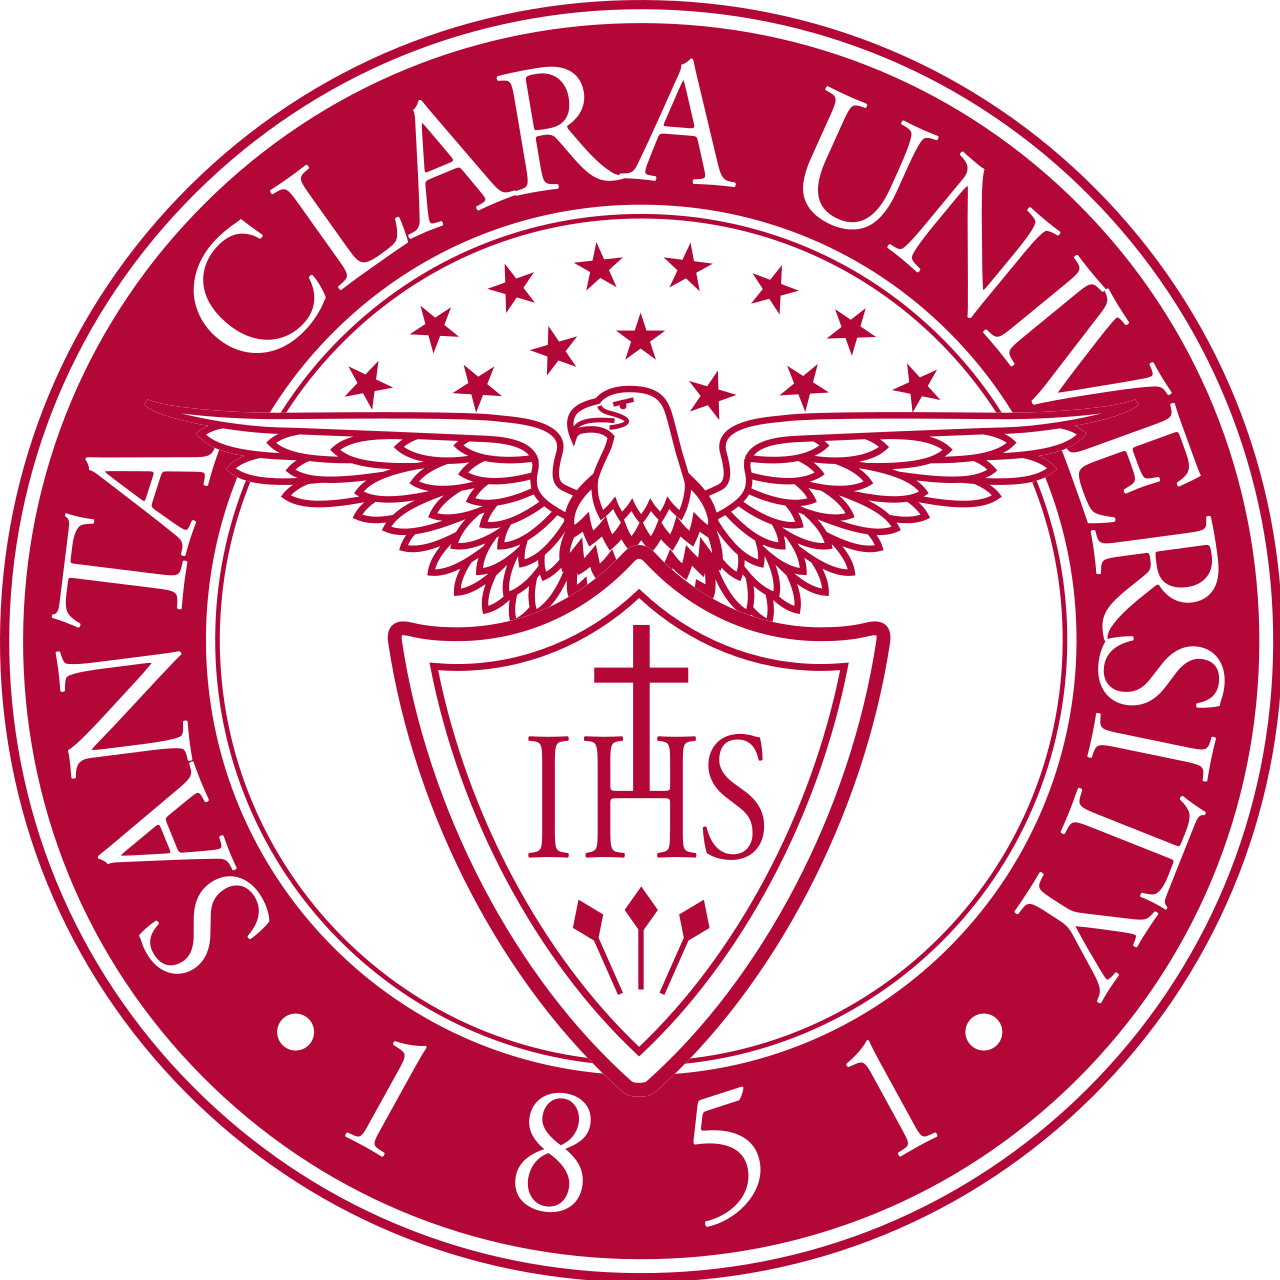 SANTA CLARA UNIVERSITY
IHS
• 1851 •